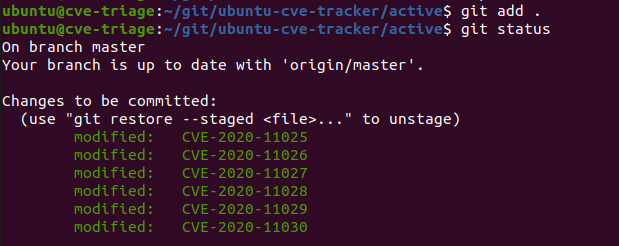 ubuntu@cve-triage:~/git/ubuntu-cve-tracker/active$ git add .
ubuntu@cve-triage:~/git/ubuntu-cve-tracker/active$ git status
On branch master
Your branch is up to date with 'origin/master'.
Changes to be committed:
(use "git restore --staged <file>..." to unstage)
modified: CVE-2020-11025
modified: CVE-2020-11026
modified: CVE-2020-11027
modified: CVE-2020-11028
modified: CVE-2020-11029
modified: CVE-2020-11030